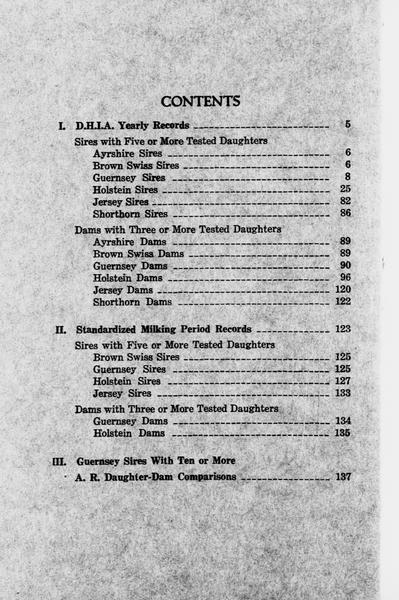 CONTENTS
I. D.H.I.A. Yearly Records 5
Sires with Five or More Tested Daughters
Ayrshire Sires 6
Brown Swiss Sires 6
Guernsey Sires 8
Holstein Sires 25
Jersey Sires 82
Shorthorn Sires 86
Dams with Three or More Tested Daughters
Ayrshire Dams 89
Brown Swiss Dams 89
Guernsey Dams 90
Holstein Dams 96
Jersey Dams 120
Shorthorn Dams 122
II. Standardized Milking Period Records 123
Sires with Five or More Tested Daughters
Brown Swiss Sires 125
Guernsey Sires 125
Holstein Sires 127
Jersey Sires 133
Dams with Three or More Tested Daughters
Guernsey Dams 134
Holstein Dams 135
III. Guernsey Sires With Ten or More
A. R. Daughter-Dam Comparisons 137